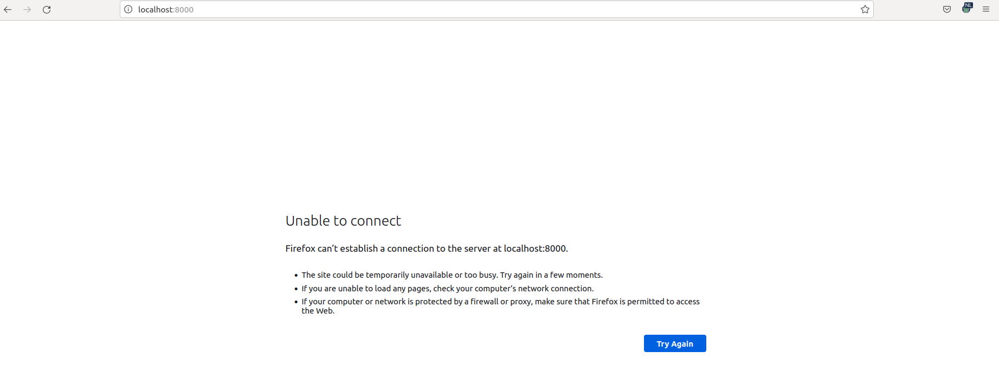 localhost:8000
NL
Unable to connect
Firefox can’t establish a connection to the server at localhost:8000.
• The site could be temporarily unavailable or too busy. Try again in a few moments.
• If you are unable to load any pages, check your computer’s network connection.
• If your computer or network is protected by a firewall or proxy, make sure that Firefox is permitted to access
the Web.
Try Again